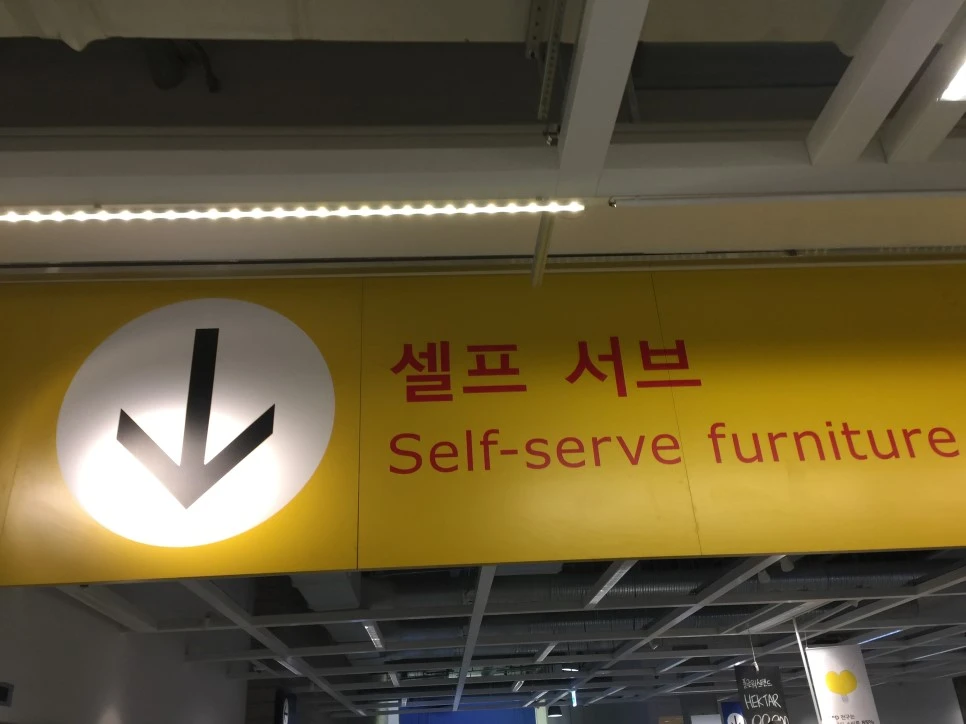 셀프 서브
Self-serve furniture
HEKTAR